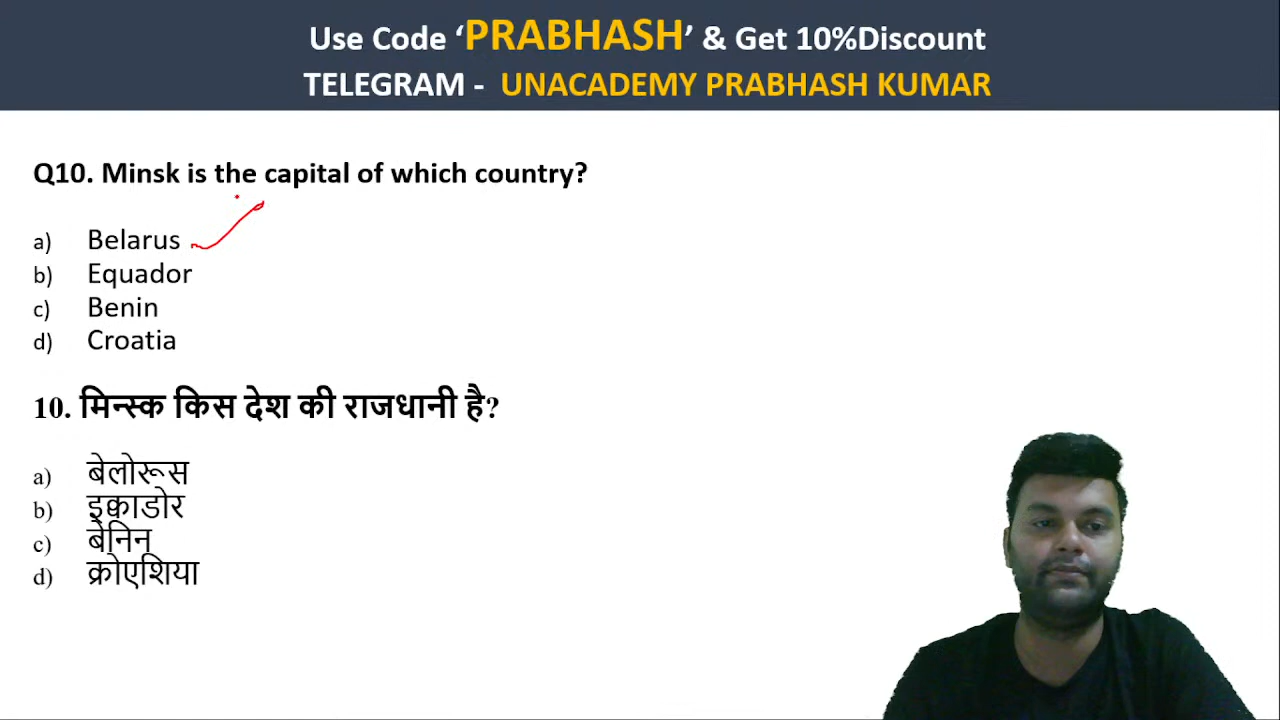 Use Code ‘PRABHASH’ & Get 10%Discount
TELEGRAM - UNACADEMY PRABHASH KUMAR
Q10. Minsk is the capital of which country?
a) Belarus
b) Equador
c) Benin
d) Croatia
10. मिन्स्क किस देश की राजधानी है?
a) बेलोरूस
b) इक्वाडोर
c) बेनिन
d) क्रोएशिया